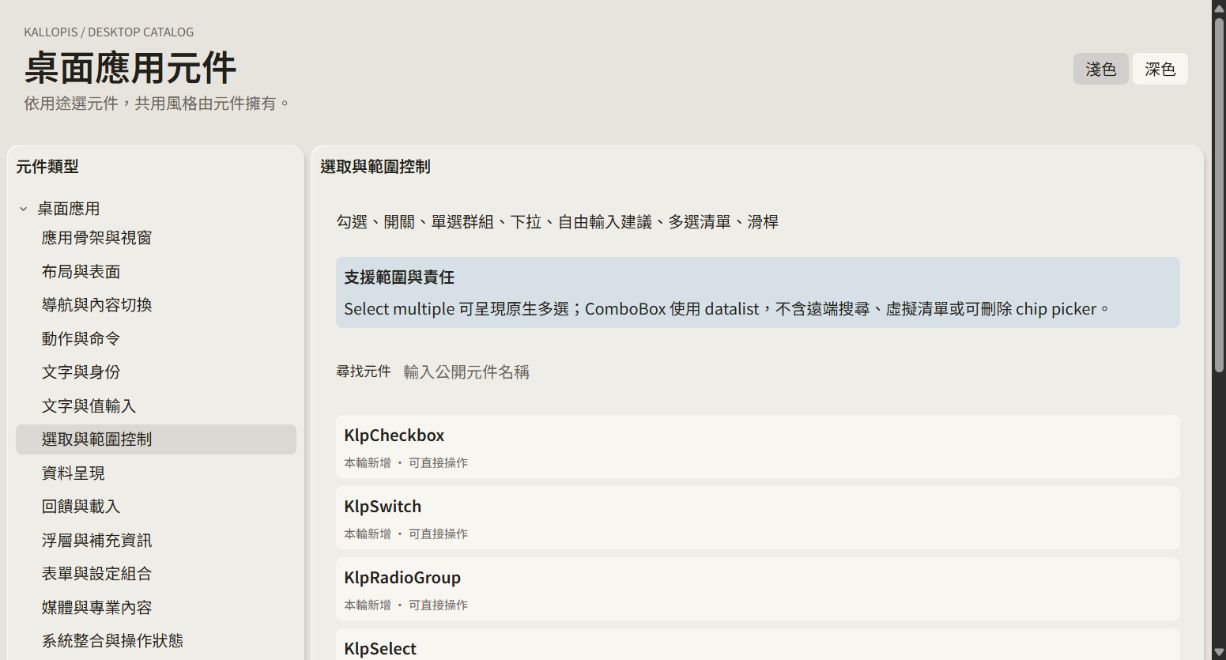 KALLOPIS / DESKTOP CATALOG
桌面應用元件
依用途選元件，共用風格由元件擁有。
淺色
深色
元件類型
桌面應用
應用骨架與視窗
布局與表面
導航與內容切換
動作與命令
文字與身份
文字與值輸入
選取與範圍控制
資料呈現
回饋與載入
浮層與補充資訊
表單與設定組合
媒體與專業內容
系統整合與操作狀態
選取與範圍控制
勾選、開關、單選群組、下拉、自由輸入建議、多選清單、滑桿
支援範圍與責任
Select multiple 可呈現原生多選；ComboBox 使用 datalist，不含遠端搜尋、虛擬清單或可刪除 chip picker。
尋找元件 輸入公開元件名稱
KlpCheckbox
本輪新增 · 可直接操作
KlpSwitch
本輪新增 · 可直接操作
KlpRadioGroup
本輪新增 · 可直接操作
KlpSelect